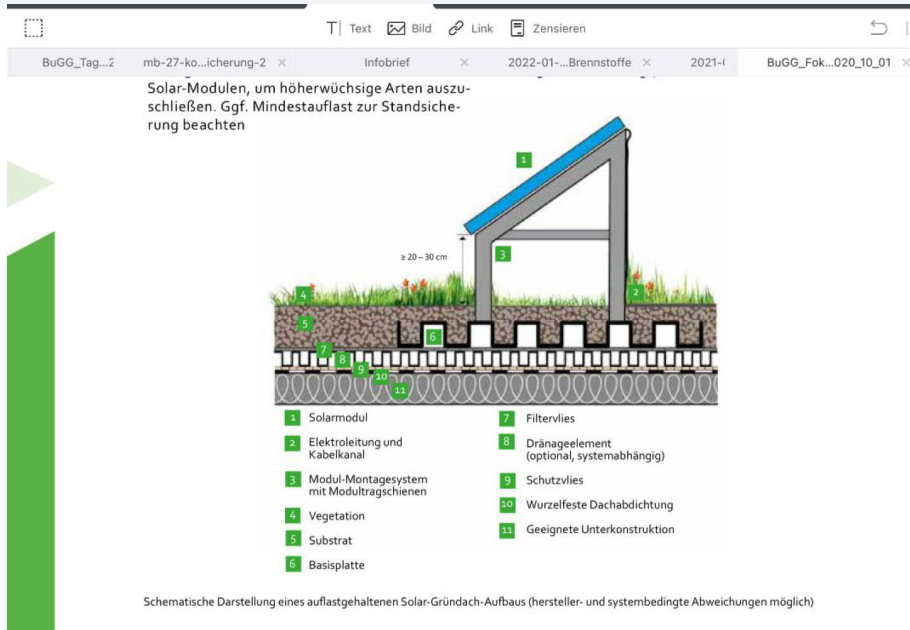 Text Bild Link Zensieren
BuGG_Tag...2 mb-27-ko...icherung-2 Infobrief 2022-01-...Brennstoffe 2021-( BuGG_Fok...020_10_01
Solar-Modulen, um höherwüchsige Arten auszu-
schließen. Ggf. Mindestauflast zur Standsiche-
rung beachten
1
≥ 20 – 30 cm
3
4
2
5
6
7
8
9
10
11
1 Solarmodul
2 Elektroleitung und
Kabelkanal
3 Modul-Montagesystem
mit Modultragschienen
4 Vegetation
5 Substrat
6 Basisplatte
7 Filtervlies
8 Dränageelement
(optional, systemabhängig)
9 Schutzvlies
10 Wurzelfeste Dachabdichtung
11 Geeignete Unterkonstruktion
Schematische Darstellung eines auflastgehaltenen Solar-Gründach-Aufbaus (hersteller- und systembedingte Abweichungen möglich)